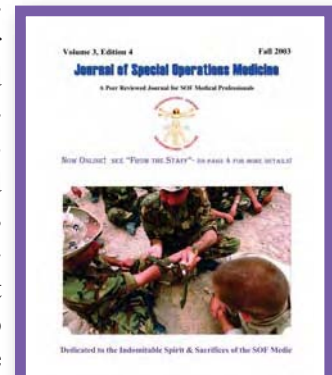 Volume 3, Edition 4
Fall 2003
Journal of Special Operations Medicine
A Peer Reviewed Journal for SOF Medical Professionals
NOW ONLINE! SEE "FROM THE STAFF"- ON PAGE 4 FOR MORE DETAILS!
Dedicated to the Indomitable Spirit & Sacrifices of the SOF Medic